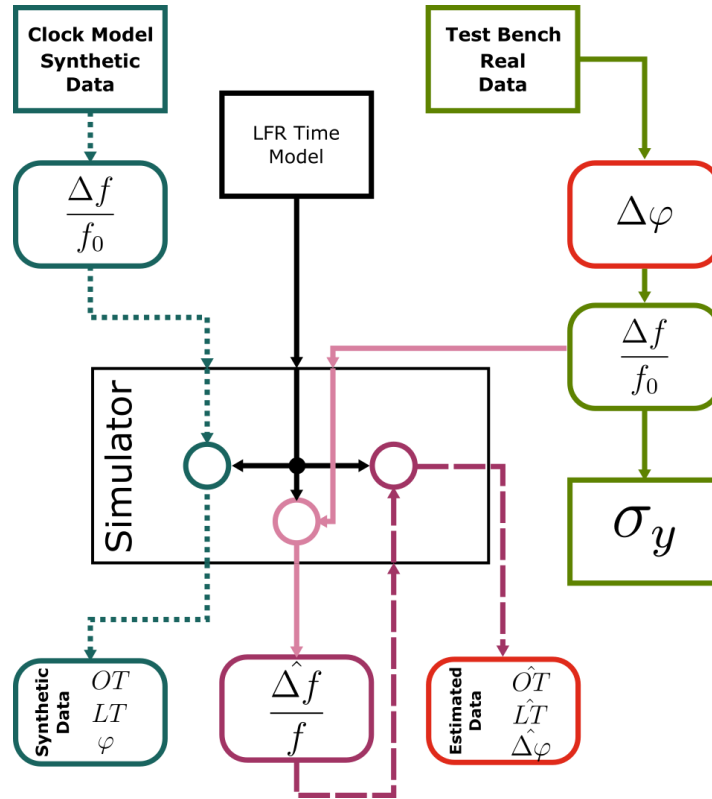 Clock Model
Synthetic
Data
Test Bench
Real
Data
LFR Time
Model
Δf
f₀
Δφ
Δf
f₀
Simulator
σ_y
Synthetic
Data
OT
LT
φ
Δ̂f
f
Estimated
Data
ÔT
L̂T
Δ̂φ